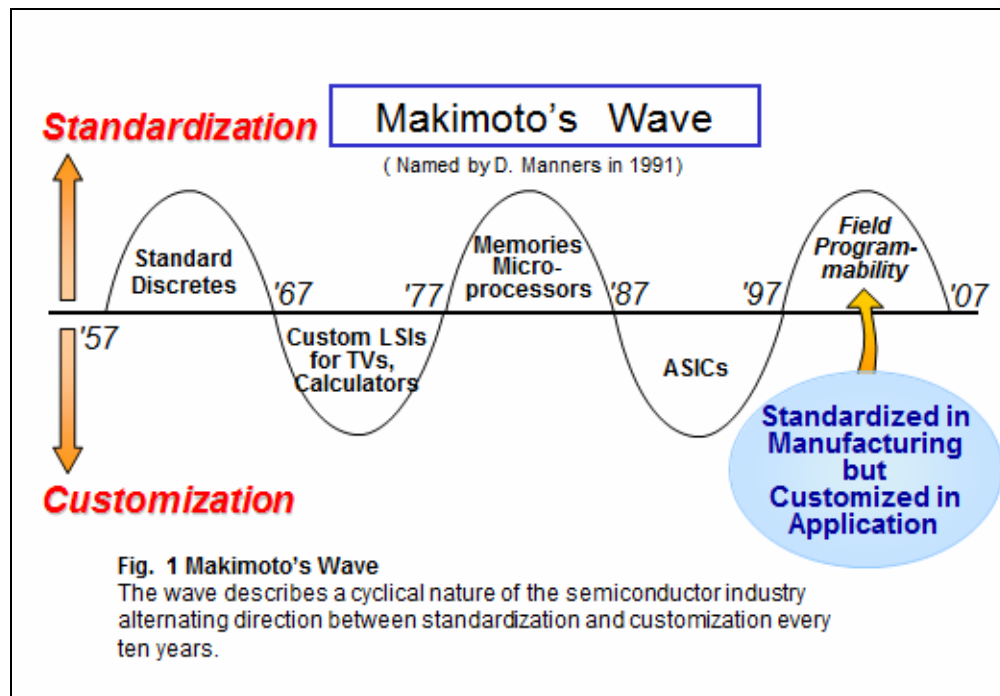 Standardization
Makimoto's Wave
( Named by D. Manners in 1991)
Standard
Discretes
Memories
Micro-
processors
Field
Program-
mability
'57
'67
'77
'87
'97
'07
Custom LSIs
for TVs,
Calculators
ASICs
Standardized in
Manufacturing
but
Customized in
Application
Customization
Fig. 1 Makimoto's Wave
The wave describes a cyclical nature of the semiconductor industry
alternating direction between standardization and customization every
ten years.